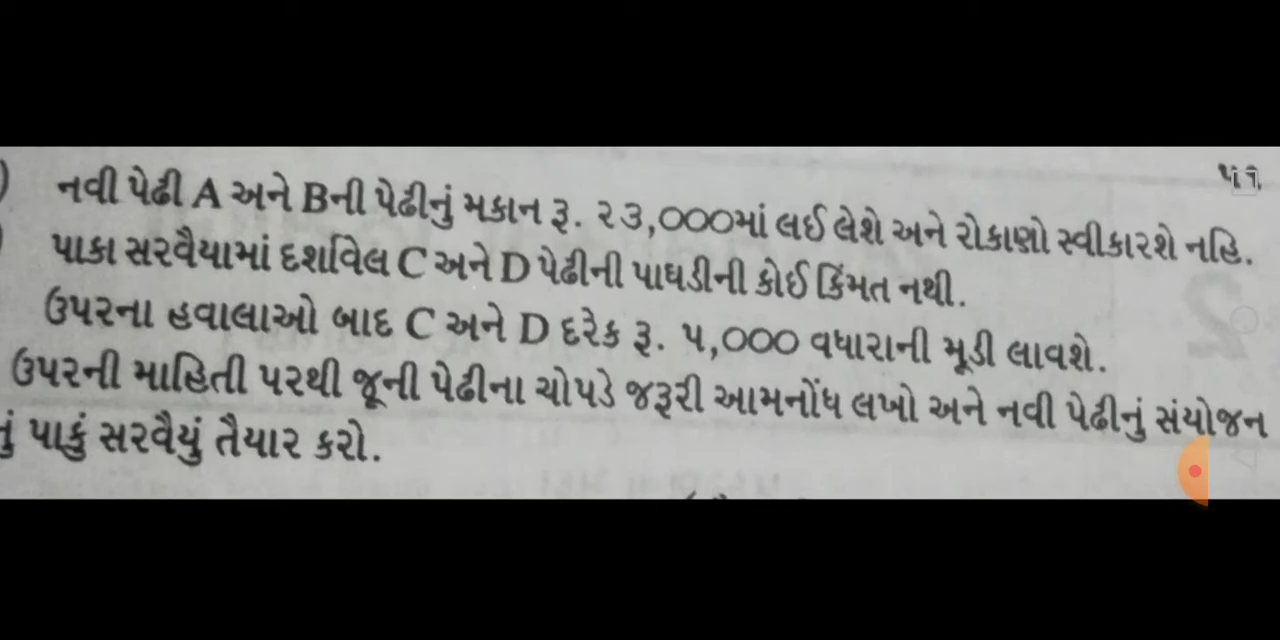 નવી પેઢી A અને Bની પેઢીનું મકાન રૂ. ૨૩,૦૦૦માં લઈ લેશે અને રોકાણો સ્વીકારશે નહિ.
પાકા સરવૈયામાં દર્શાવેલ C અને D પેઢીની પાઘડીની કોઈ કિંમત નથી.
ઉપરના હવાલાઓ બાદ C અને D દરેક રૂ. ૫,૦૦૦ વધારાની મૂડી લાવશે.
ઉપરની માહિતી પરથી જૂની પેઢીના ચોપડે જરૂરી આમનોંધ લખો અને નવી પેઢીનું સંયોજન
પાકું સરવૈયું તૈયાર કરો.